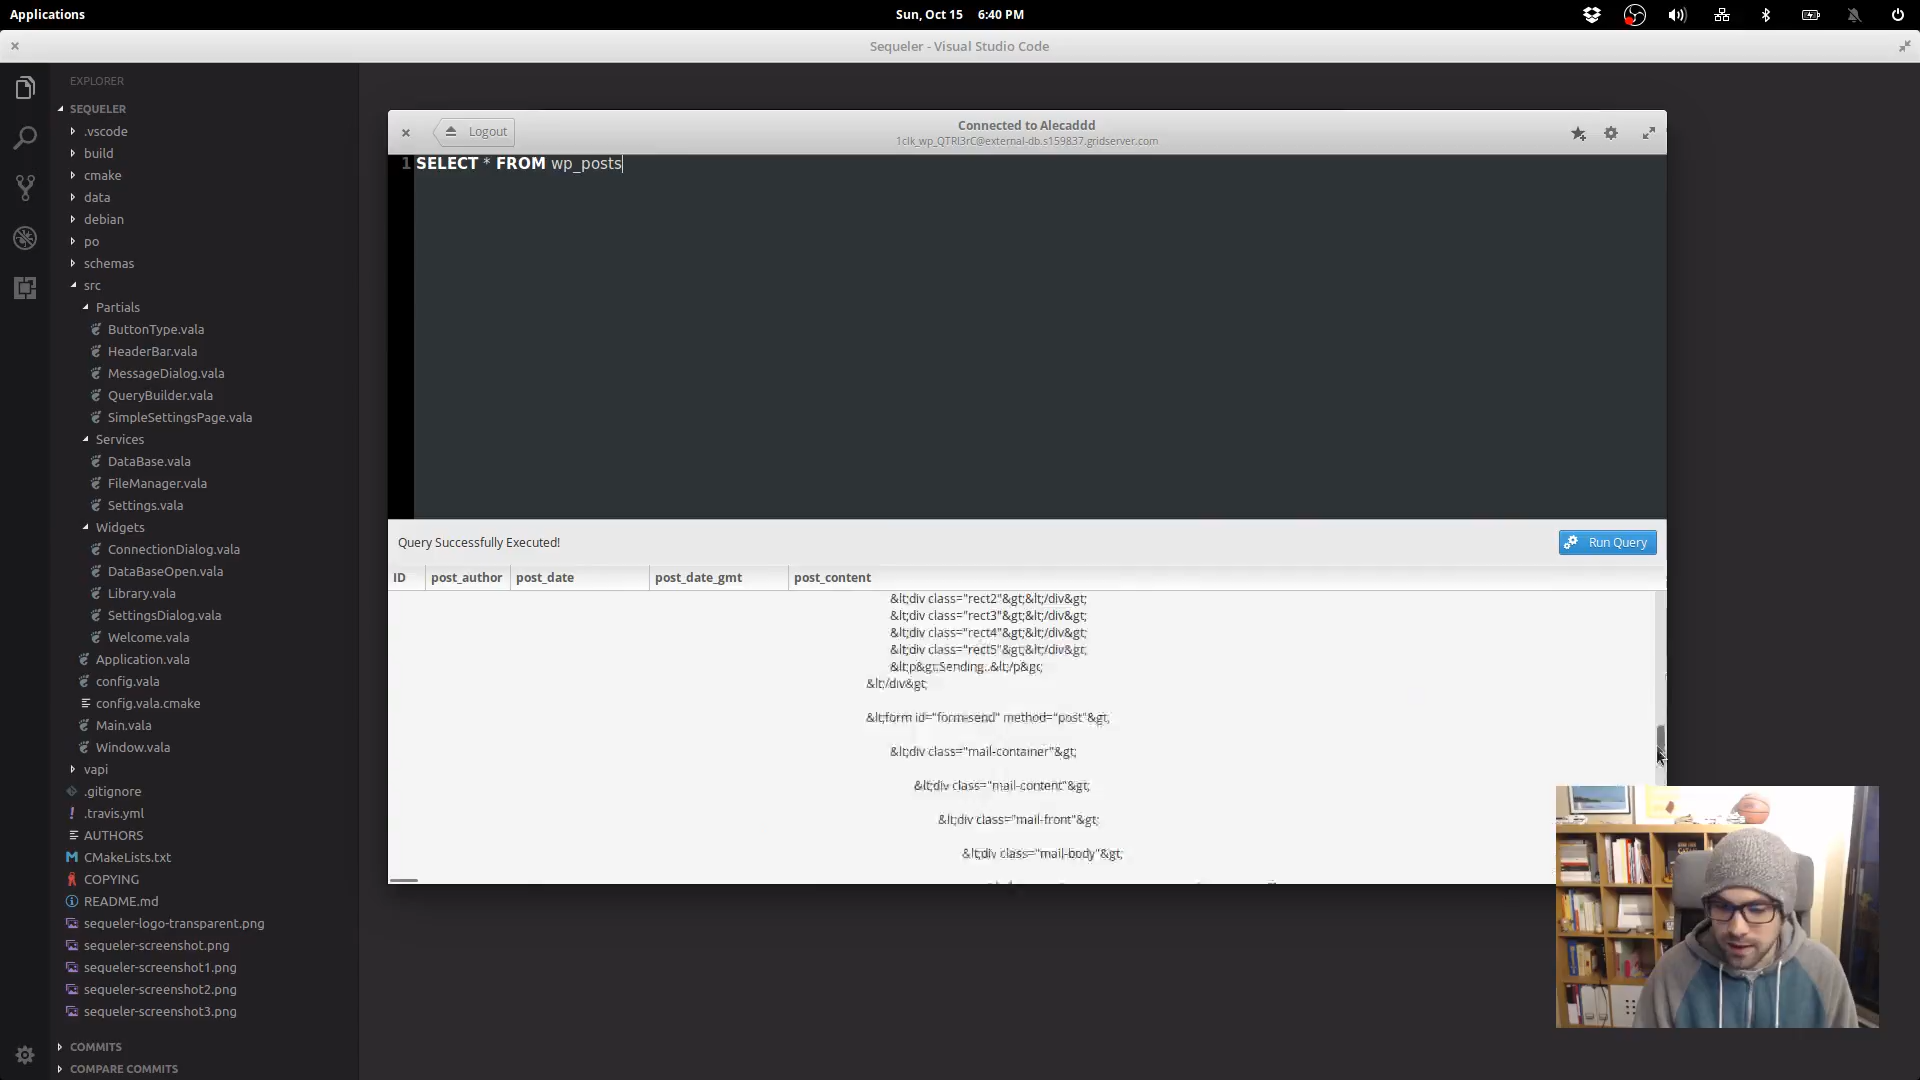 Applications
Sun, Oct 15 6:40 PM
Sequeler - Visual Studio Code
EXPLORER
SEQUELER
.vscode
build
cmake
data
debian
po
schemas
src
Partials
ButtonType.vala
HeaderBar.vala
MessageDialog.vala
QueryBuilder.vala
SimpleSettingsPage.vala
Services
DataBase.vala
FileManager.vala
Settings.vala
Widgets
ConnectionDialog.vala
DataBaseOpen.vala
Library.vala
SettingsDialog.vala
Welcome.vala
Application.vala
config.vala
config.vala.cmake
Main.vala
Window.vala
vapi
.gitignore
.travis.yml
AUTHORS
CMakeLists.txt
COPYING
README.md
sequeler-logo-transparent.png
sequeler-screenshot.png
sequeler-screenshot1.png
sequeler-screenshot2.png
sequeler-screenshot3.png
COMMITS
COMPARE COMMITS
Logout
Connected to Alecaddd
1clk_wp_QTRl3rC@external-db.s159837.gridserver.com
1 SELECT * FROM wp_posts
Query Successfully Executed!
Run Query
ID post_author post_date post_date_gmt post_content
&lt;div class="rect2"&gt;&lt;/div&gt;
&lt;div class="rect3"&gt;&lt;/div&gt;
&lt;div class="rect4"&gt;&lt;/div&gt;
&lt;div class="rect5"&gt;&lt;/div&gt;
&lt;p&gt;Sending..&lt;/p&gt;
&lt;/div&gt;
&lt;form id="form-send" method="post"&gt;
&lt;div class="mail-container"&gt;
&lt;div class="mail-content"&gt;
&lt;div class="mail-front"&gt;
&lt;div class="mail-body"&gt;